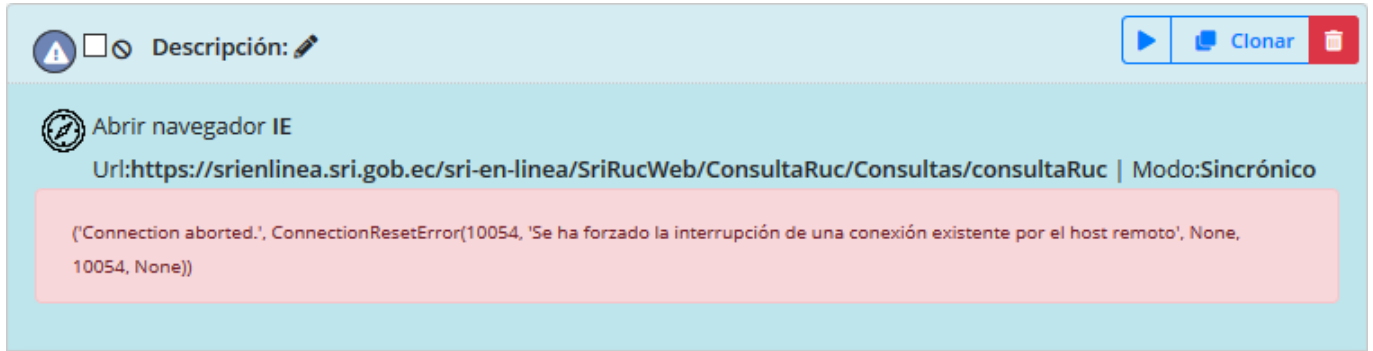 Descripción:
Clonar
Abrir navegador IE
Url:https://srienlinea.sri.gob.ec/sri-en-linea/SriRucWeb/ConsultaRuc/Consultas/consultaRuc | Modo:Sincrónico
('Connection aborted.', ConnectionResetError(10054, 'Se ha forzado la interrupción de una conexión existente por el host remoto', None,
10054, None))